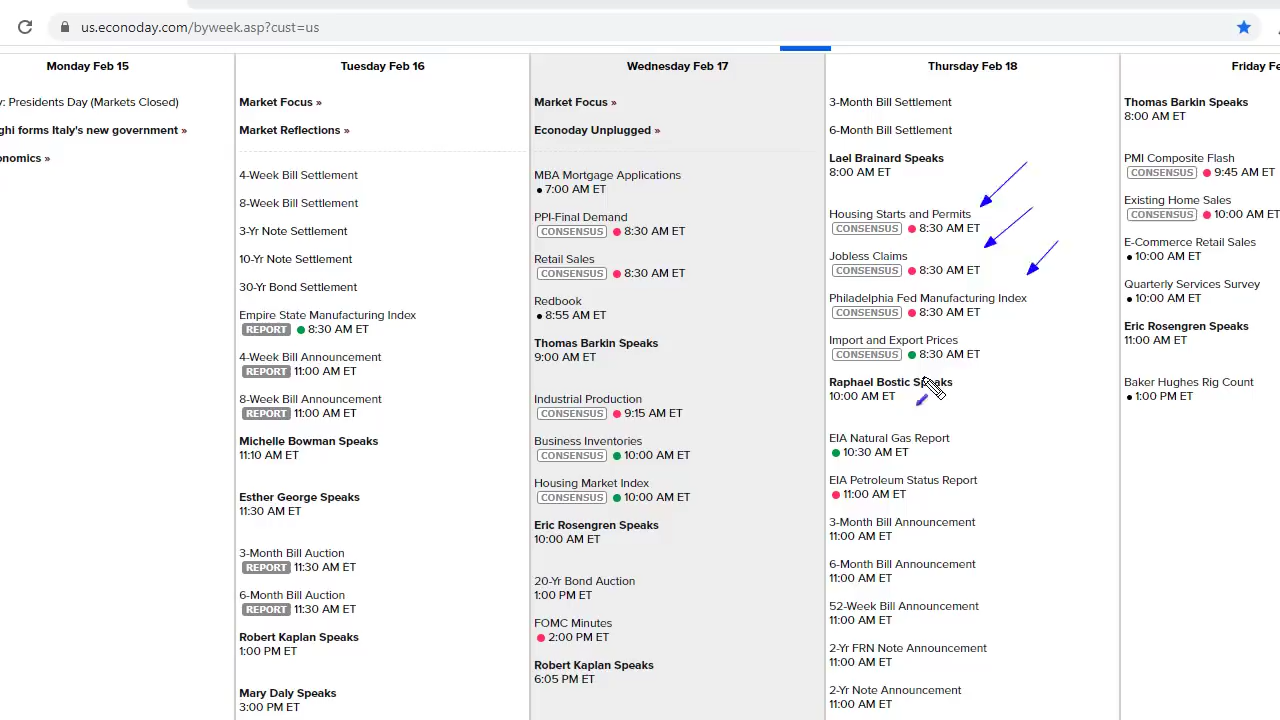 us.econoday.com/byweek.asp?cust=us
Monday Feb 15
y: Presidents Day (Markets Closed)
ghi forms Italy's new government »
onomics »
Tuesday Feb 16
Market Focus »
Market Reflections »
4-Week Bill Settlement
8-Week Bill Settlement
3-Yr Note Settlement
10-Yr Note Settlement
30-Yr Bond Settlement
Empire State Manufacturing Index
REPORT 8:30 AM ET
4-Week Bill Announcement
REPORT 11:00 AM ET
8-Week Bill Announcement
REPORT 11:00 AM ET
Michelle Bowman Speaks
11:10 AM ET
Esther George Speaks
11:30 AM ET
3-Month Bill Auction
REPORT 11:30 AM ET
6-Month Bill Auction
REPORT 11:30 AM ET
Robert Kaplan Speaks
1:00 PM ET
Mary Daly Speaks
3:00 PM ET
Wednesday Feb 17
Market Focus »
Econoday Unplugged »
MBA Mortgage Applications
7:00 AM ET
PPI-Final Demand
CONSENSUS 8:30 AM ET
Retail Sales
CONSENSUS 8:30 AM ET
Redbook
8:55 AM ET
Thomas Barkin Speaks
9:00 AM ET
Industrial Production
CONSENSUS 9:15 AM ET
Business Inventories
CONSENSUS 10:00 AM ET
Housing Market Index
CONSENSUS 10:00 AM ET
Eric Rosengren Speaks
10:00 AM ET
20-Yr Bond Auction
1:00 PM ET
FOMC Minutes
2:00 PM ET
Robert Kaplan Speaks
6:05 PM ET
Thursday Feb 18
3-Month Bill Settlement
6-Month Bill Settlement
Lael Brainard Speaks
8:00 AM ET
Housing Starts and Permits
CONSENSUS 8:30 AM ET
Jobless Claims
CONSENSUS 8:30 AM ET
Philadelphia Fed Manufacturing Index
CONSENSUS 8:30 AM ET
Import and Export Prices
CONSENSUS 8:30 AM ET
Raphael Bostic Speaks
10:00 AM ET
EIA Natural Gas Report
10:30 AM ET
EIA Petroleum Status Report
11:00 AM ET
3-Month Bill Announcement
11:00 AM ET
6-Month Bill Announcement
11:00 AM ET
52-Week Bill Announcement
11:00 AM ET
2-Yr FRN Note Announcement
11:00 AM ET
2-Yr Note Announcement
11:00 AM ET
Friday Fe
Thomas Barkin Speaks
8:00 AM ET
PMI Composite Flash
CONSENSUS 9:45 AM ET
Existing Home Sales
CONSENSUS 10:00 AM ET
E-Commerce Retail Sales
10:00 AM ET
Quarterly Services Survey
10:00 AM ET
Eric Rosengren Speaks
11:00 AM ET
Baker Hughes Rig Count
1:00 PM ET